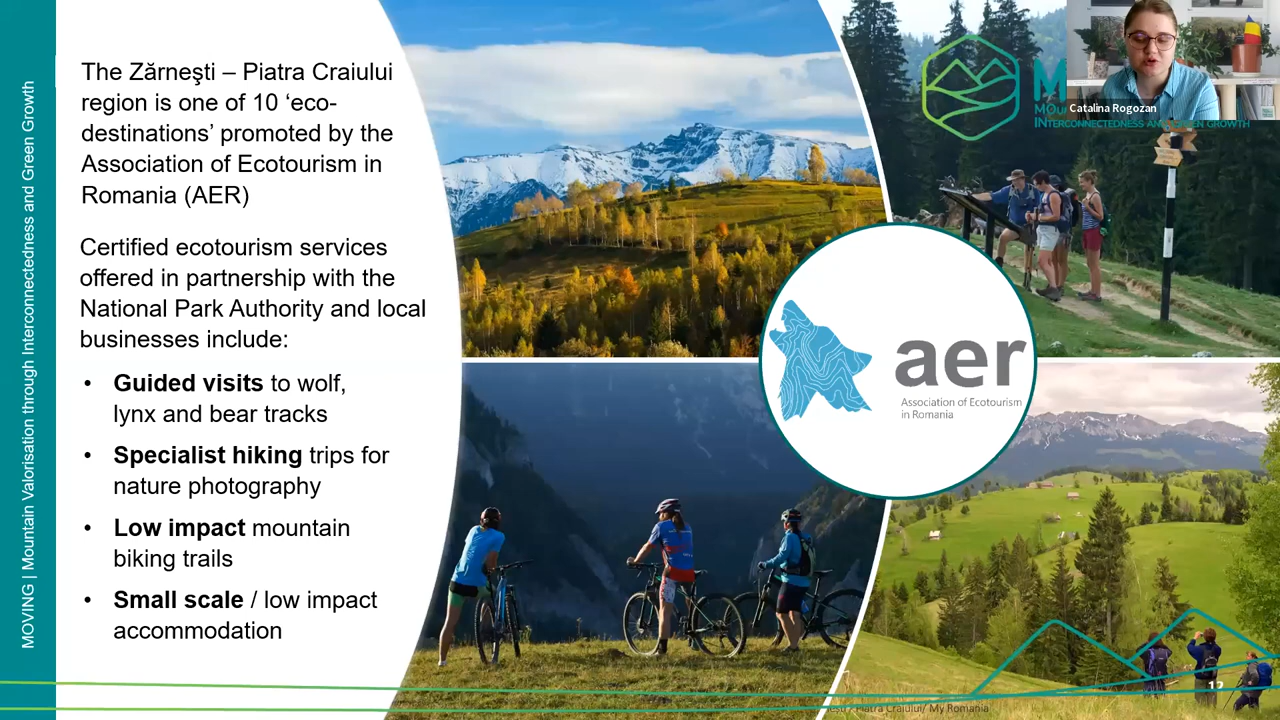 MOVING | Mountain Valorisation through Interconnectedness and Green Growth
The Zărneşti – Piatra Craiului
region is one of 10 ‘eco-
destinations’ promoted by the
Association of Ecotourism in
Romania (AER)
Certified ecotourism services
offered in partnership with the
National Park Authority and local
businesses include:
• Guided visits to wolf,
lynx and bear tracks
• Specialist hiking trips for
nature photography
• Low impact mountain
biking trails
• Small scale / low impact
accommodation
aer
Association of Ecotourism
in Romania
Catalina Rogozan
INTERCONNECTEDNESS AND GREEN GROWTH
12
Piatra Craiului/ My Romania